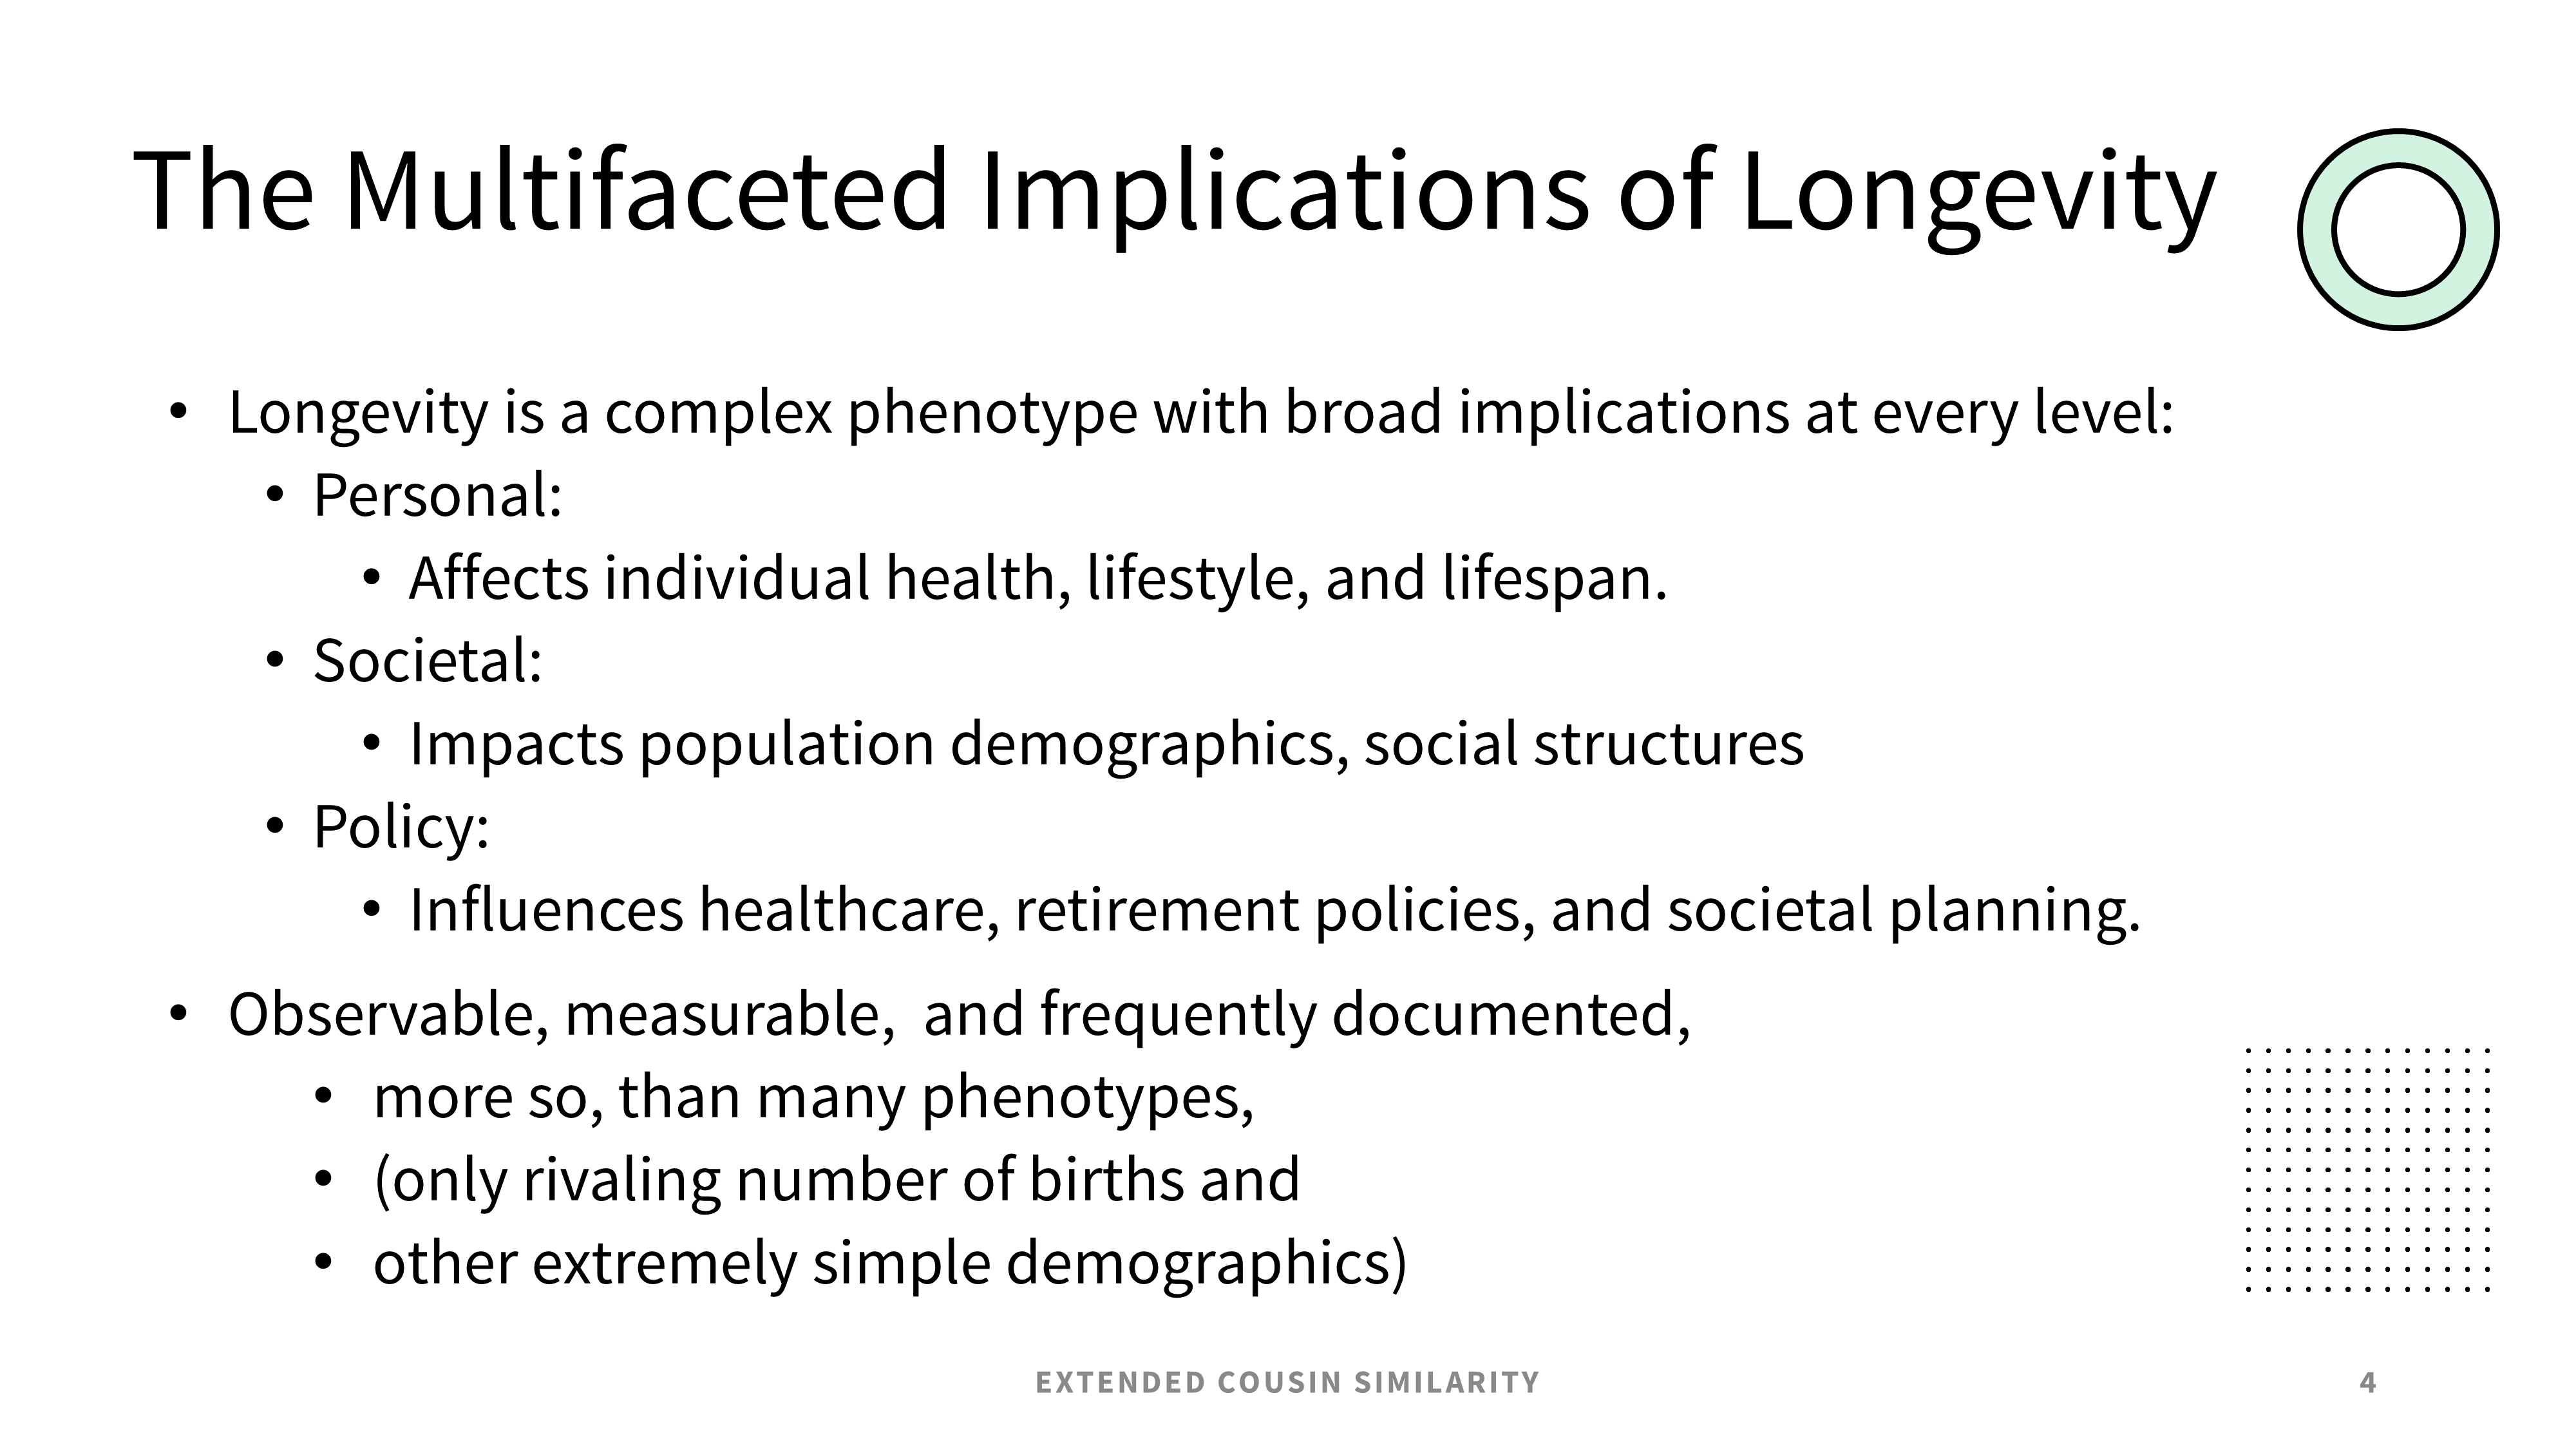 The Multifaceted Implications of Longevity
• Longevity is a complex phenotype with broad implications at every level:
• Personal:
• Affects individual health, lifestyle, and lifespan.
• Societal:
• Impacts population demographics, social structures
• Policy:
• Influences healthcare, retirement policies, and societal planning.
• Observable, measurable,  and frequently documented,
• more so, than many phenotypes,
• (only rivaling number of births and
• other extremely simple demographics)
EXTENDED COUSIN SIMILARITY
4